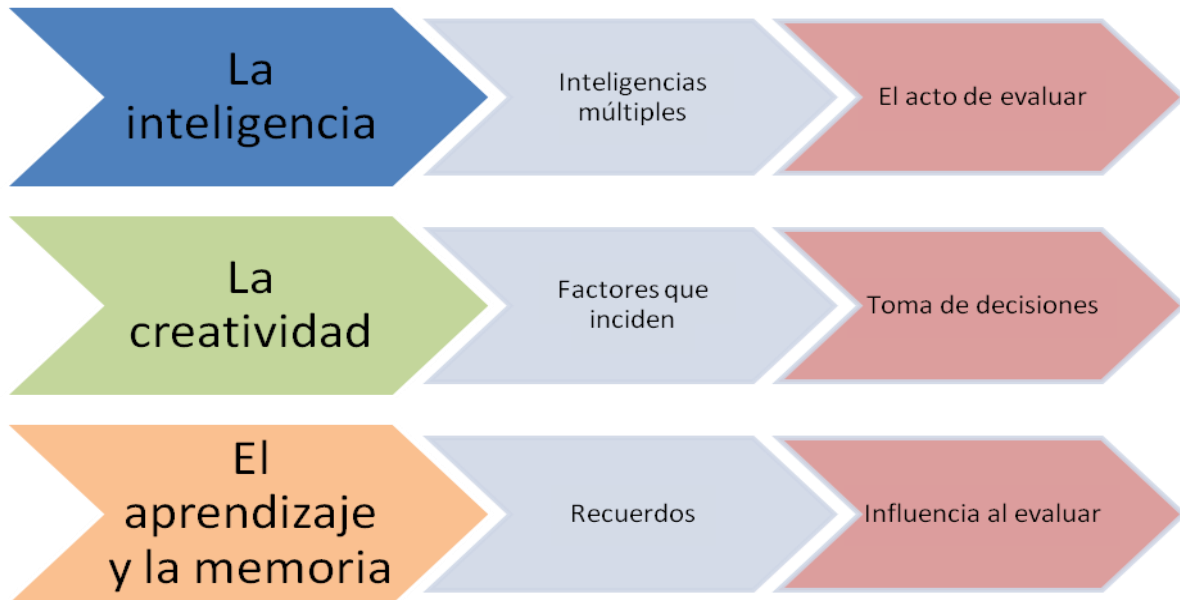 La
inteligencia
Inteligencias
múltiples
El acto de evaluar
La
creatividad
Factores que
inciden
Toma de decisiones
El
aprendizaje
y la memoria
Recuerdos
Influencia al evaluar